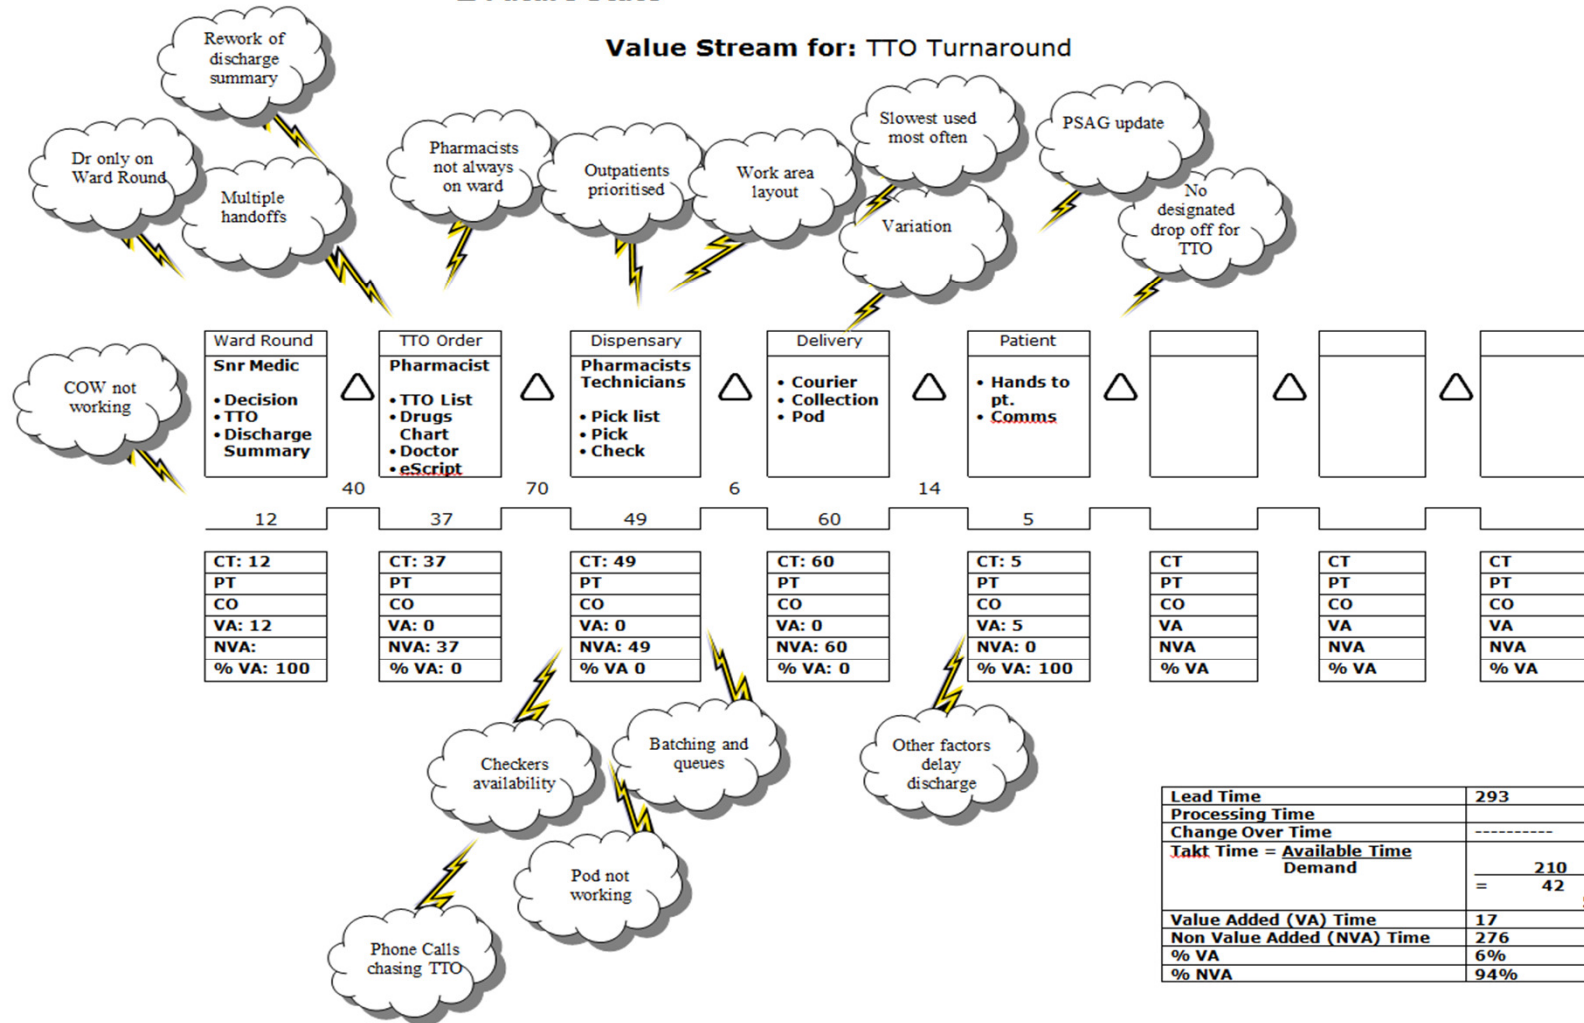 Value Stream for: TTO Turnaround
Rework of
discharge
summary
Dr only on
Ward Round
Multiple
handoffs
Pharmacists
not always
on ward
Outpatients
prioritised
Work area
layout
Slowest used
most often
Variation
PSAG update
No
designated
drop off for
TTO
COW not
working
Ward Round
Snr Medic
• Decision
• TTO
• Discharge
Summary
TTO Order
Pharmacist
• TTO List
• Drugs
Chart
• Doctor
• eScript
Dispensary
Pharmacists
Technicians
• Pick list
• Pick
• Check
Delivery
• Courier
• Collection
• Pod
Patient
• Hands to
pt.
• Comms
40 70 6 14
12 37 49 60 5
CT: 12
PT
CO
VA: 12
NVA:
% VA: 100
CT: 37
PT
CO
VA: 0
NVA: 37
% VA: 0
CT: 49
PT
CO
VA: 0
NVA: 49
% VA 0
CT: 60
PT
CO
VA: 0
NVA: 60
% VA: 0
CT: 5
PT
CO
VA: 5
NVA: 0
% VA: 100
CT
PT
CO
VA
NVA
% VA
CT
PT
CO
VA
NVA
% VA
CT
PT
CO
VA
NVA
% VA
Checkers
availability
Batching and
queues
Pod not
working
Phone Calls
chasing TTO
Other factors
delay
discharge
Lead Time 293
Processing Time
Change Over Time ----------
Takt Time = Available Time
Demand
210
= 42
Value Added (VA) Time 17
Non Value Added (NVA) Time 276
% VA 6%
% NVA 94%